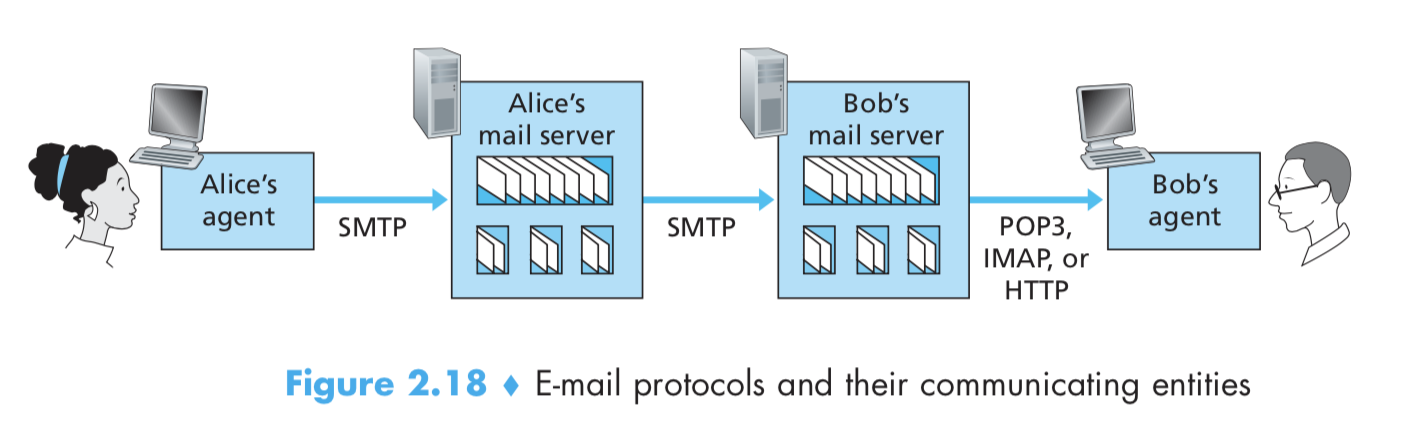 Alice's
agent
SMTP
Alice's
mail server
SMTP
Bob's
mail server
POP3,
IMAP, or
HTTP
Bob's
agent
Figure 2.18 ♦ E-mail protocols and their communicating entities